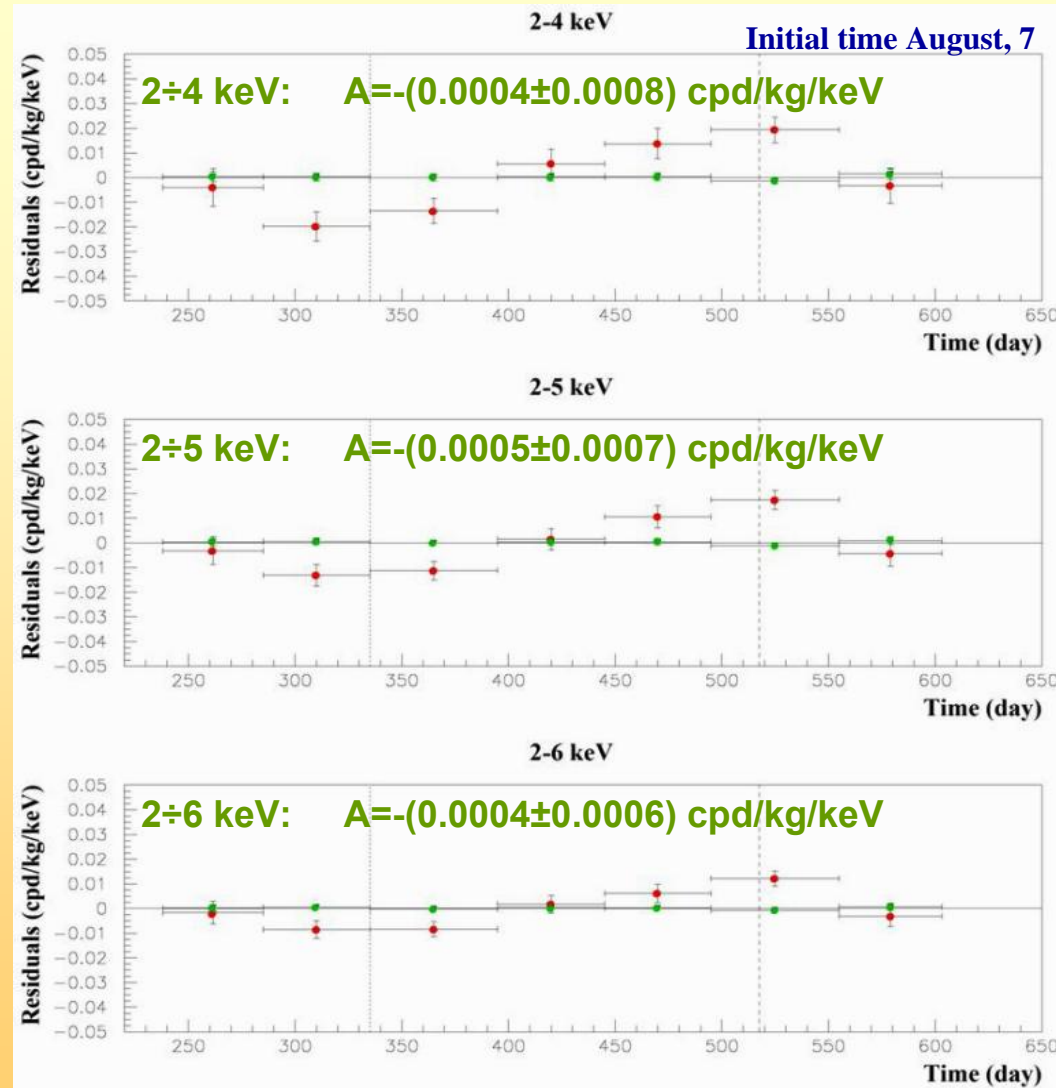 2-4 keV
Initial time August, 7
2÷4 keV: A=-(0.0004±0.0008) cpd/kg/keV
Residuals (cpd/kg/keV)
0.05
0.04
0.03
0.02
0.01
0
−0.01
−0.02
−0.03
−0.04
−0.05
250 300 350 400 450 500 550 600 650
Time (day)
2-5 keV
2÷5 keV: A=-(0.0005±0.0007) cpd/kg/keV
Residuals (cpd/kg/keV)
0.05
0.04
0.03
0.02
0.01
0
−0.01
−0.02
−0.03
−0.04
−0.05
250 300 350 400 450 500 550 600 650
Time (day)
2-6 keV
2÷6 keV: A=-(0.0004±0.0006) cpd/kg/keV
Residuals (cpd/kg/keV)
0.05
0.04
0.03
0.02
0.01
0
−0.01
−0.02
−0.03
−0.04
−0.05
250 300 350 400 450 500 550 600 650
Time (day)